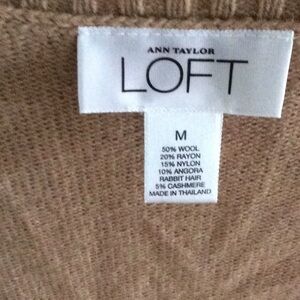 ANN TAYLOR
LOFT
M
50% WOOL
20% RAYON
15% NYLON
10% ANGORA
RABBIT HAIR
5% CASHMERE
MADE IN THAILAND